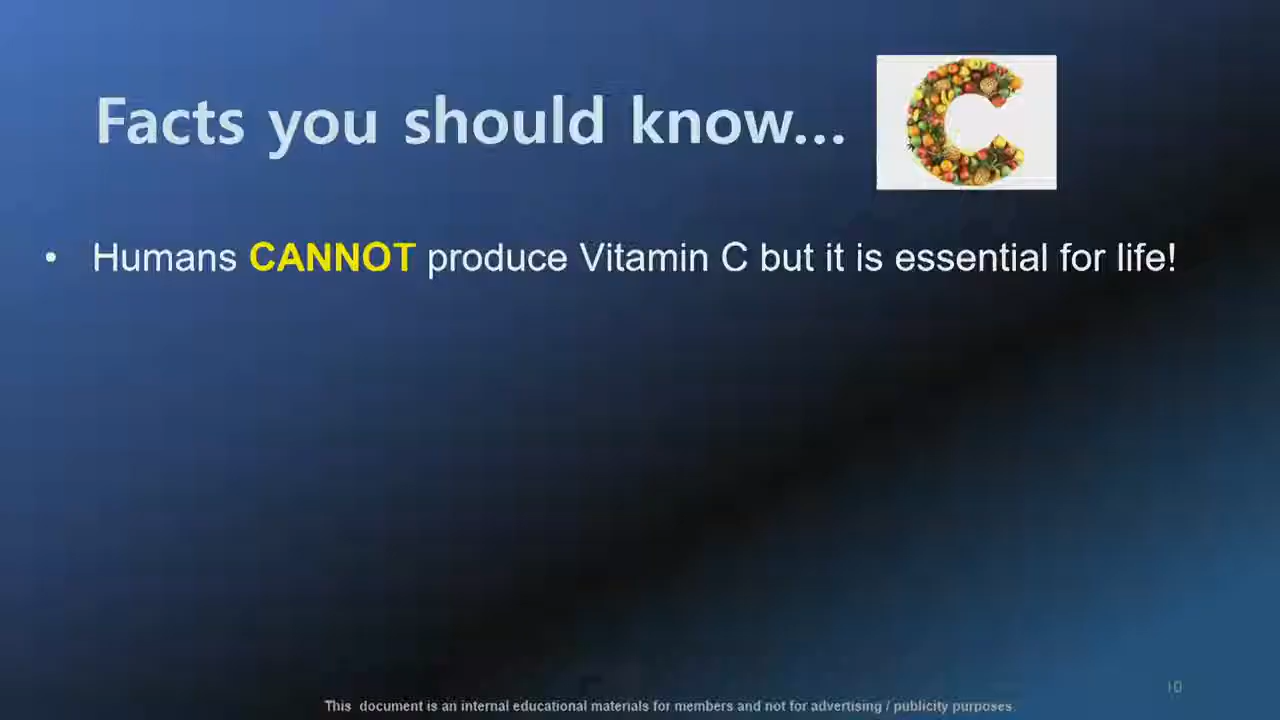 Facts you should know...
• Humans CANNOT produce Vitamin C but it is essential for life!
10
This document is an internal educational materials for members and not for advertising / publicity purposes